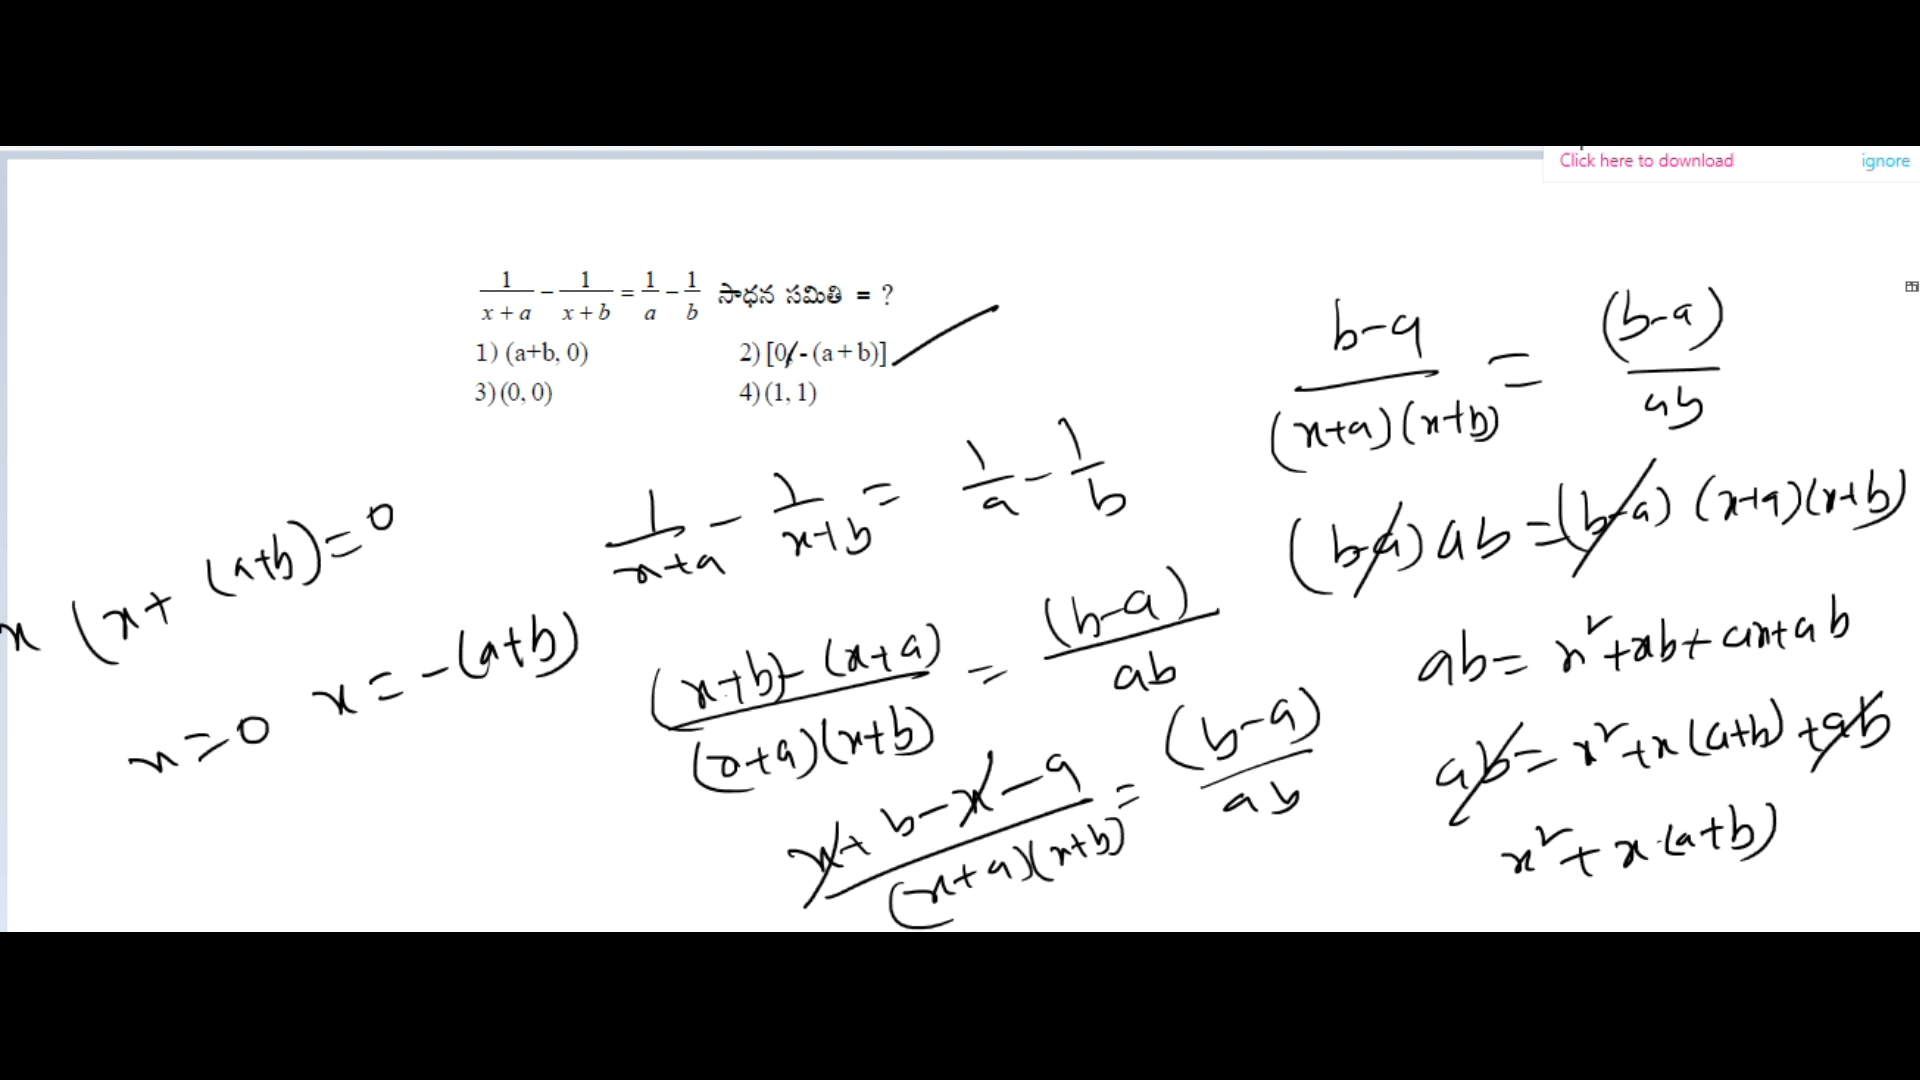 Click here to download ignore
1/(x + a) - 1/(x + b) = 1/a - 1/b సాధన సమితి = ?
1) (a+b, 0) 2) [0, - (a + b)]
3) (0, 0) 4) (1, 1)
1/(x+a) - 1/(x+b) = 1/a - 1/b
((x+b) - (x+a))/((x+a)(x+b)) = (b-a)/ab
(x + b - x - a)/((x+a)(x+b)) = (b-a)/ab
(b-a)/((x+a)(x+b)) = (b-a)/ab
(b-a) ab = (b-a) (x+a)(x+b)
ab = x² + xb + ax + ab
ab = x² + x (a+b) + ab
x² + x (a+b)
x (x + (a+b)) = 0
x = 0 x = -(a+b)